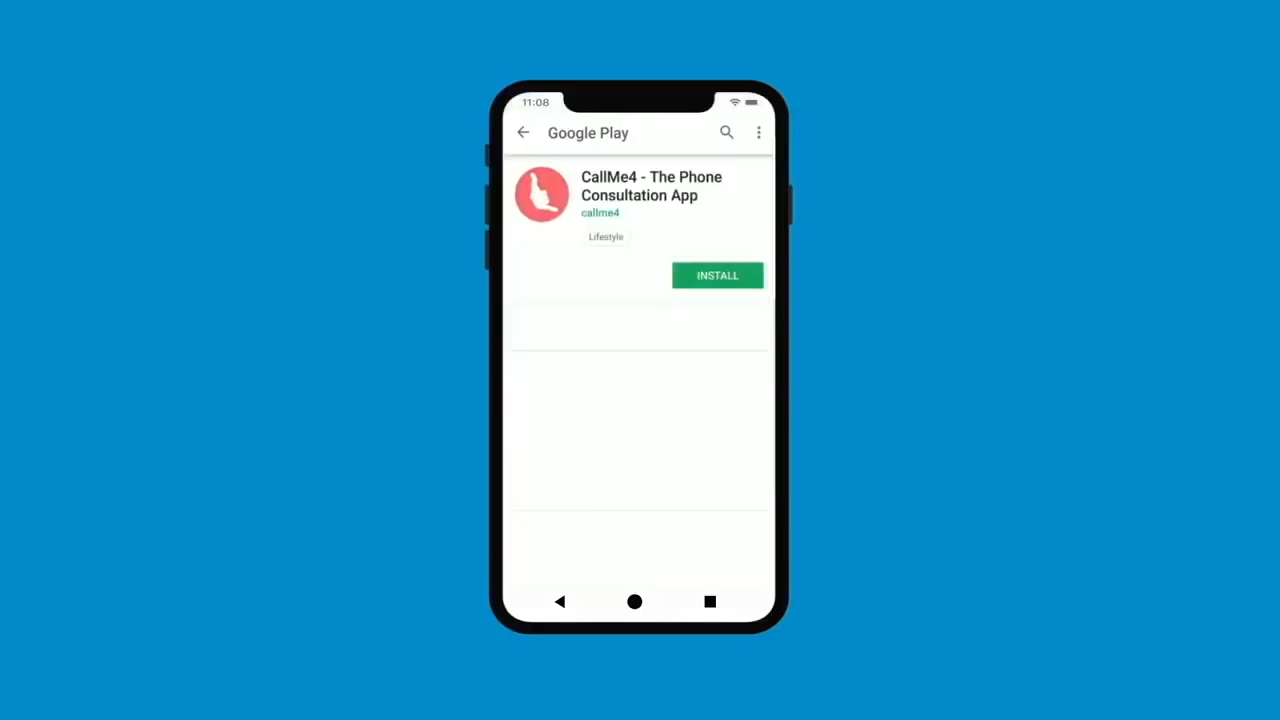 11:08
Google Play
CallMe4 - The Phone
Consultation App
callme4
Lifestyle
INSTALL